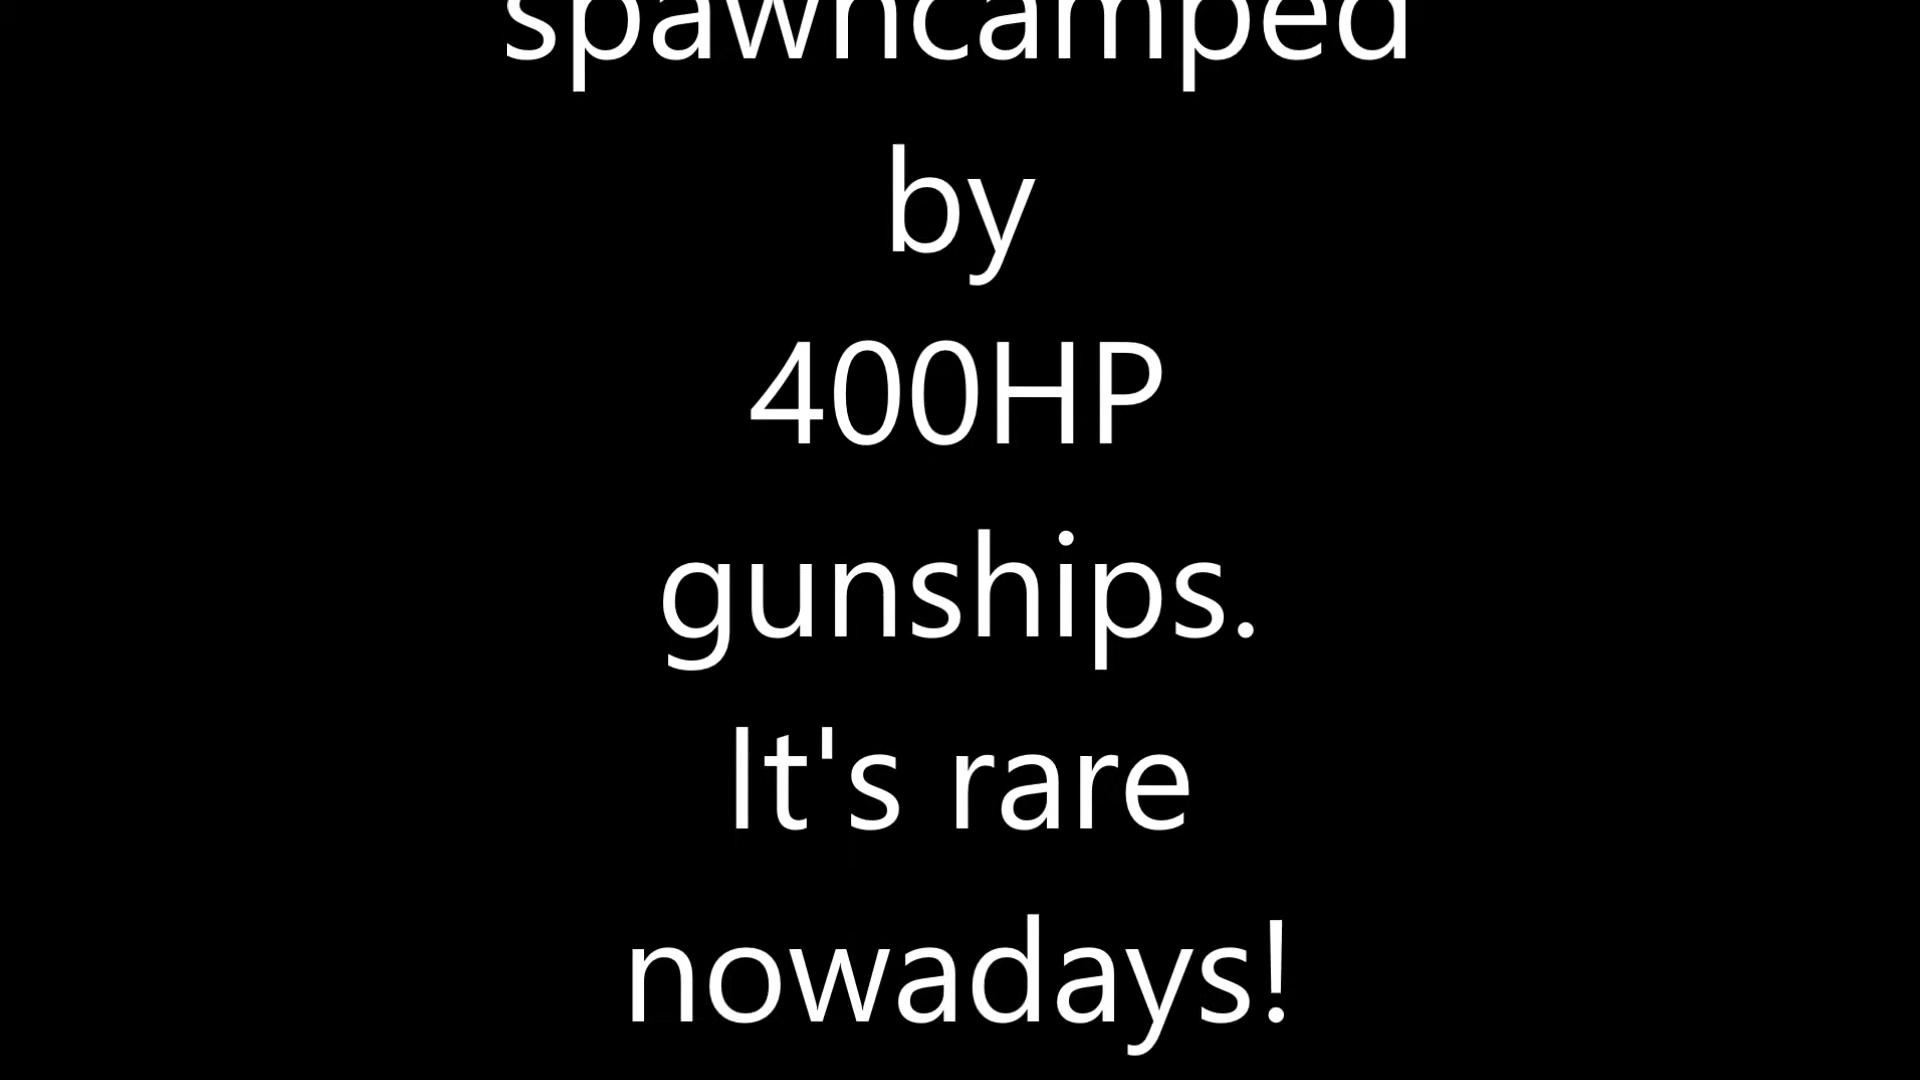 spawncamped
by
400HP
gunships.
It's rare
nowadays!